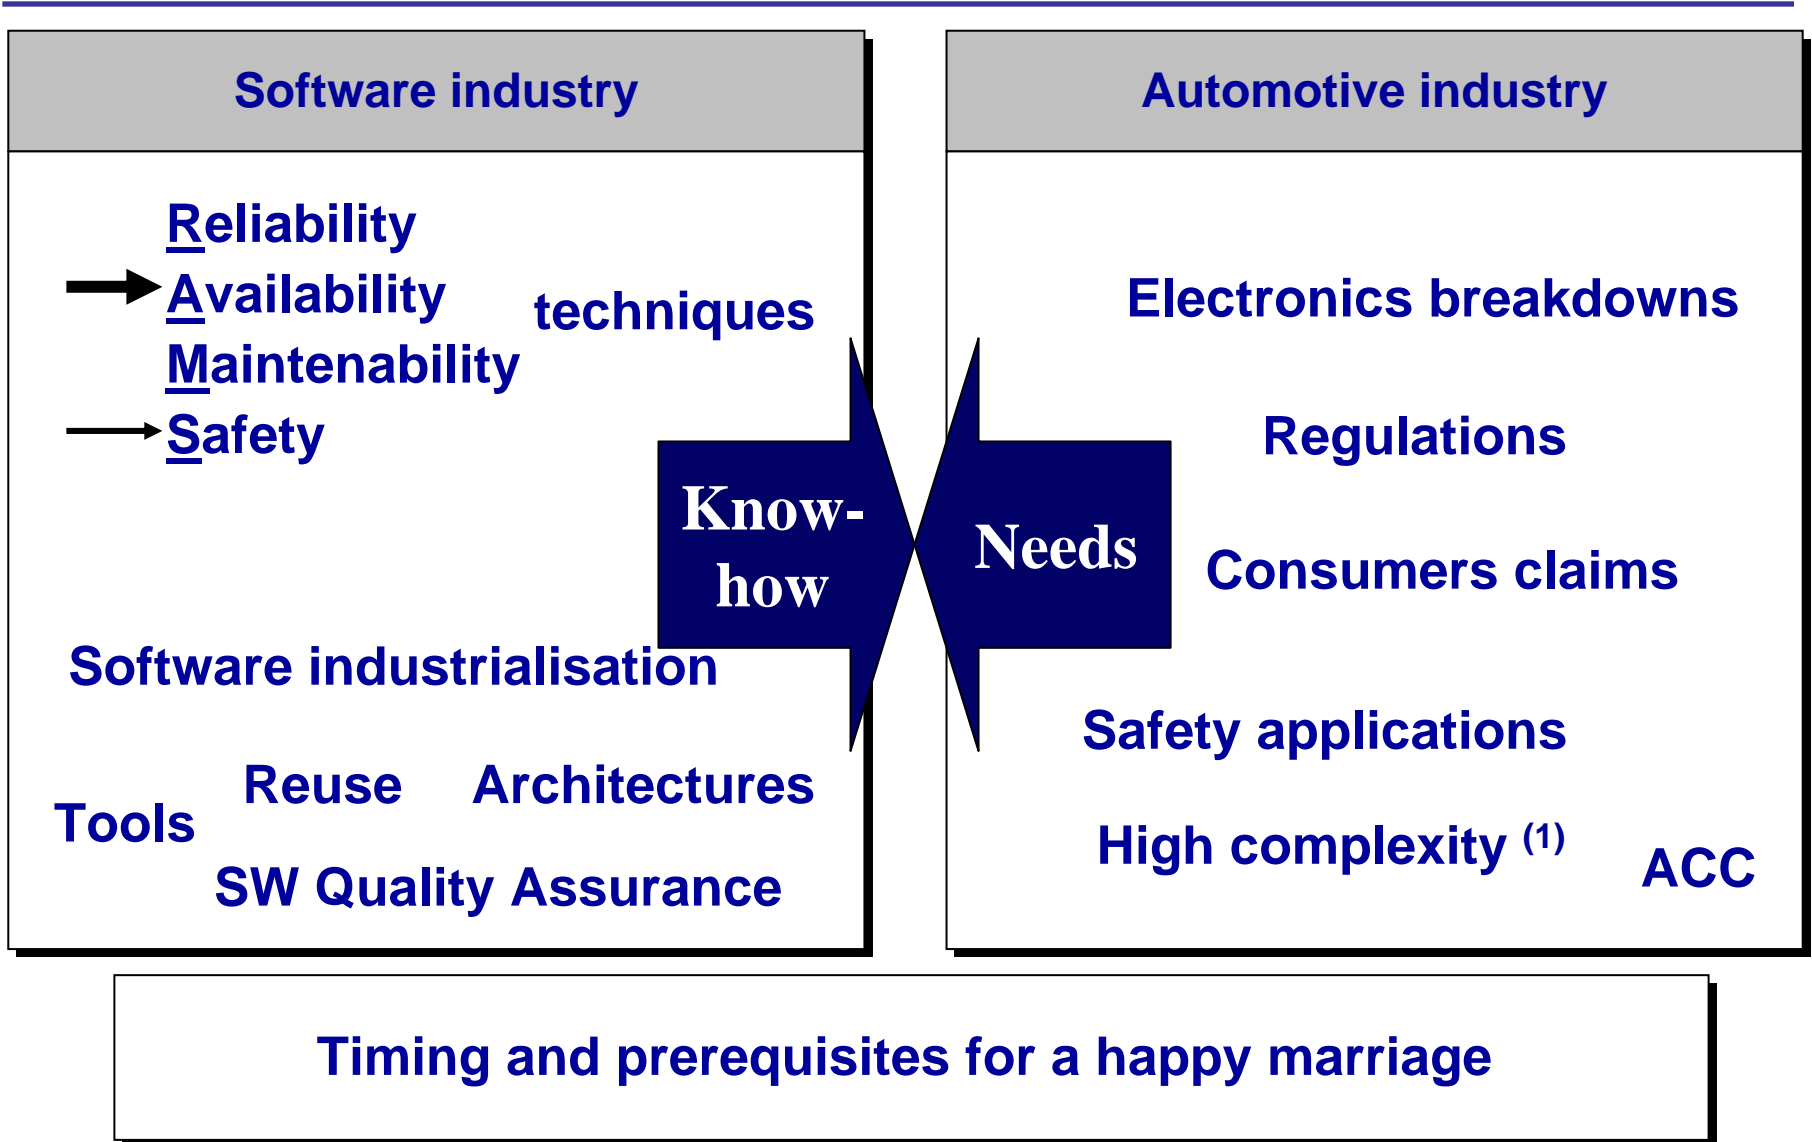 Software industry
Reliability
Availability
techniques
Maintenability
Safety
Know-
how
Software industrialisation
Reuse
Architectures
Tools
SW Quality Assurance
Automotive industry
Electronics breakdowns
Regulations
Needs
Consumers claims
Safety applications
High complexity (1)
ACC
Timing and prerequisites for a happy marriage